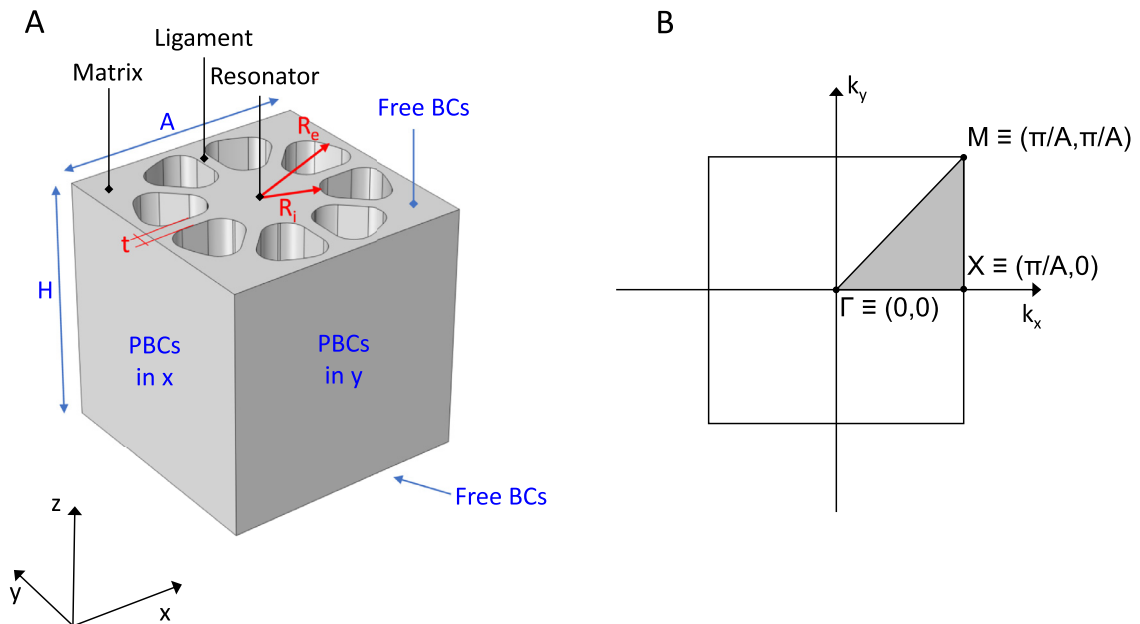 A
Ligament
Matrix
Resonator
Free BCs
A
Re
Ri
t
H
PBCs
in x
PBCs
in y
Free BCs
z
y
x
B
ky
M ≡ (π/A,π/A)
X ≡ (π/A,0)
Γ ≡ (0,0)
kx